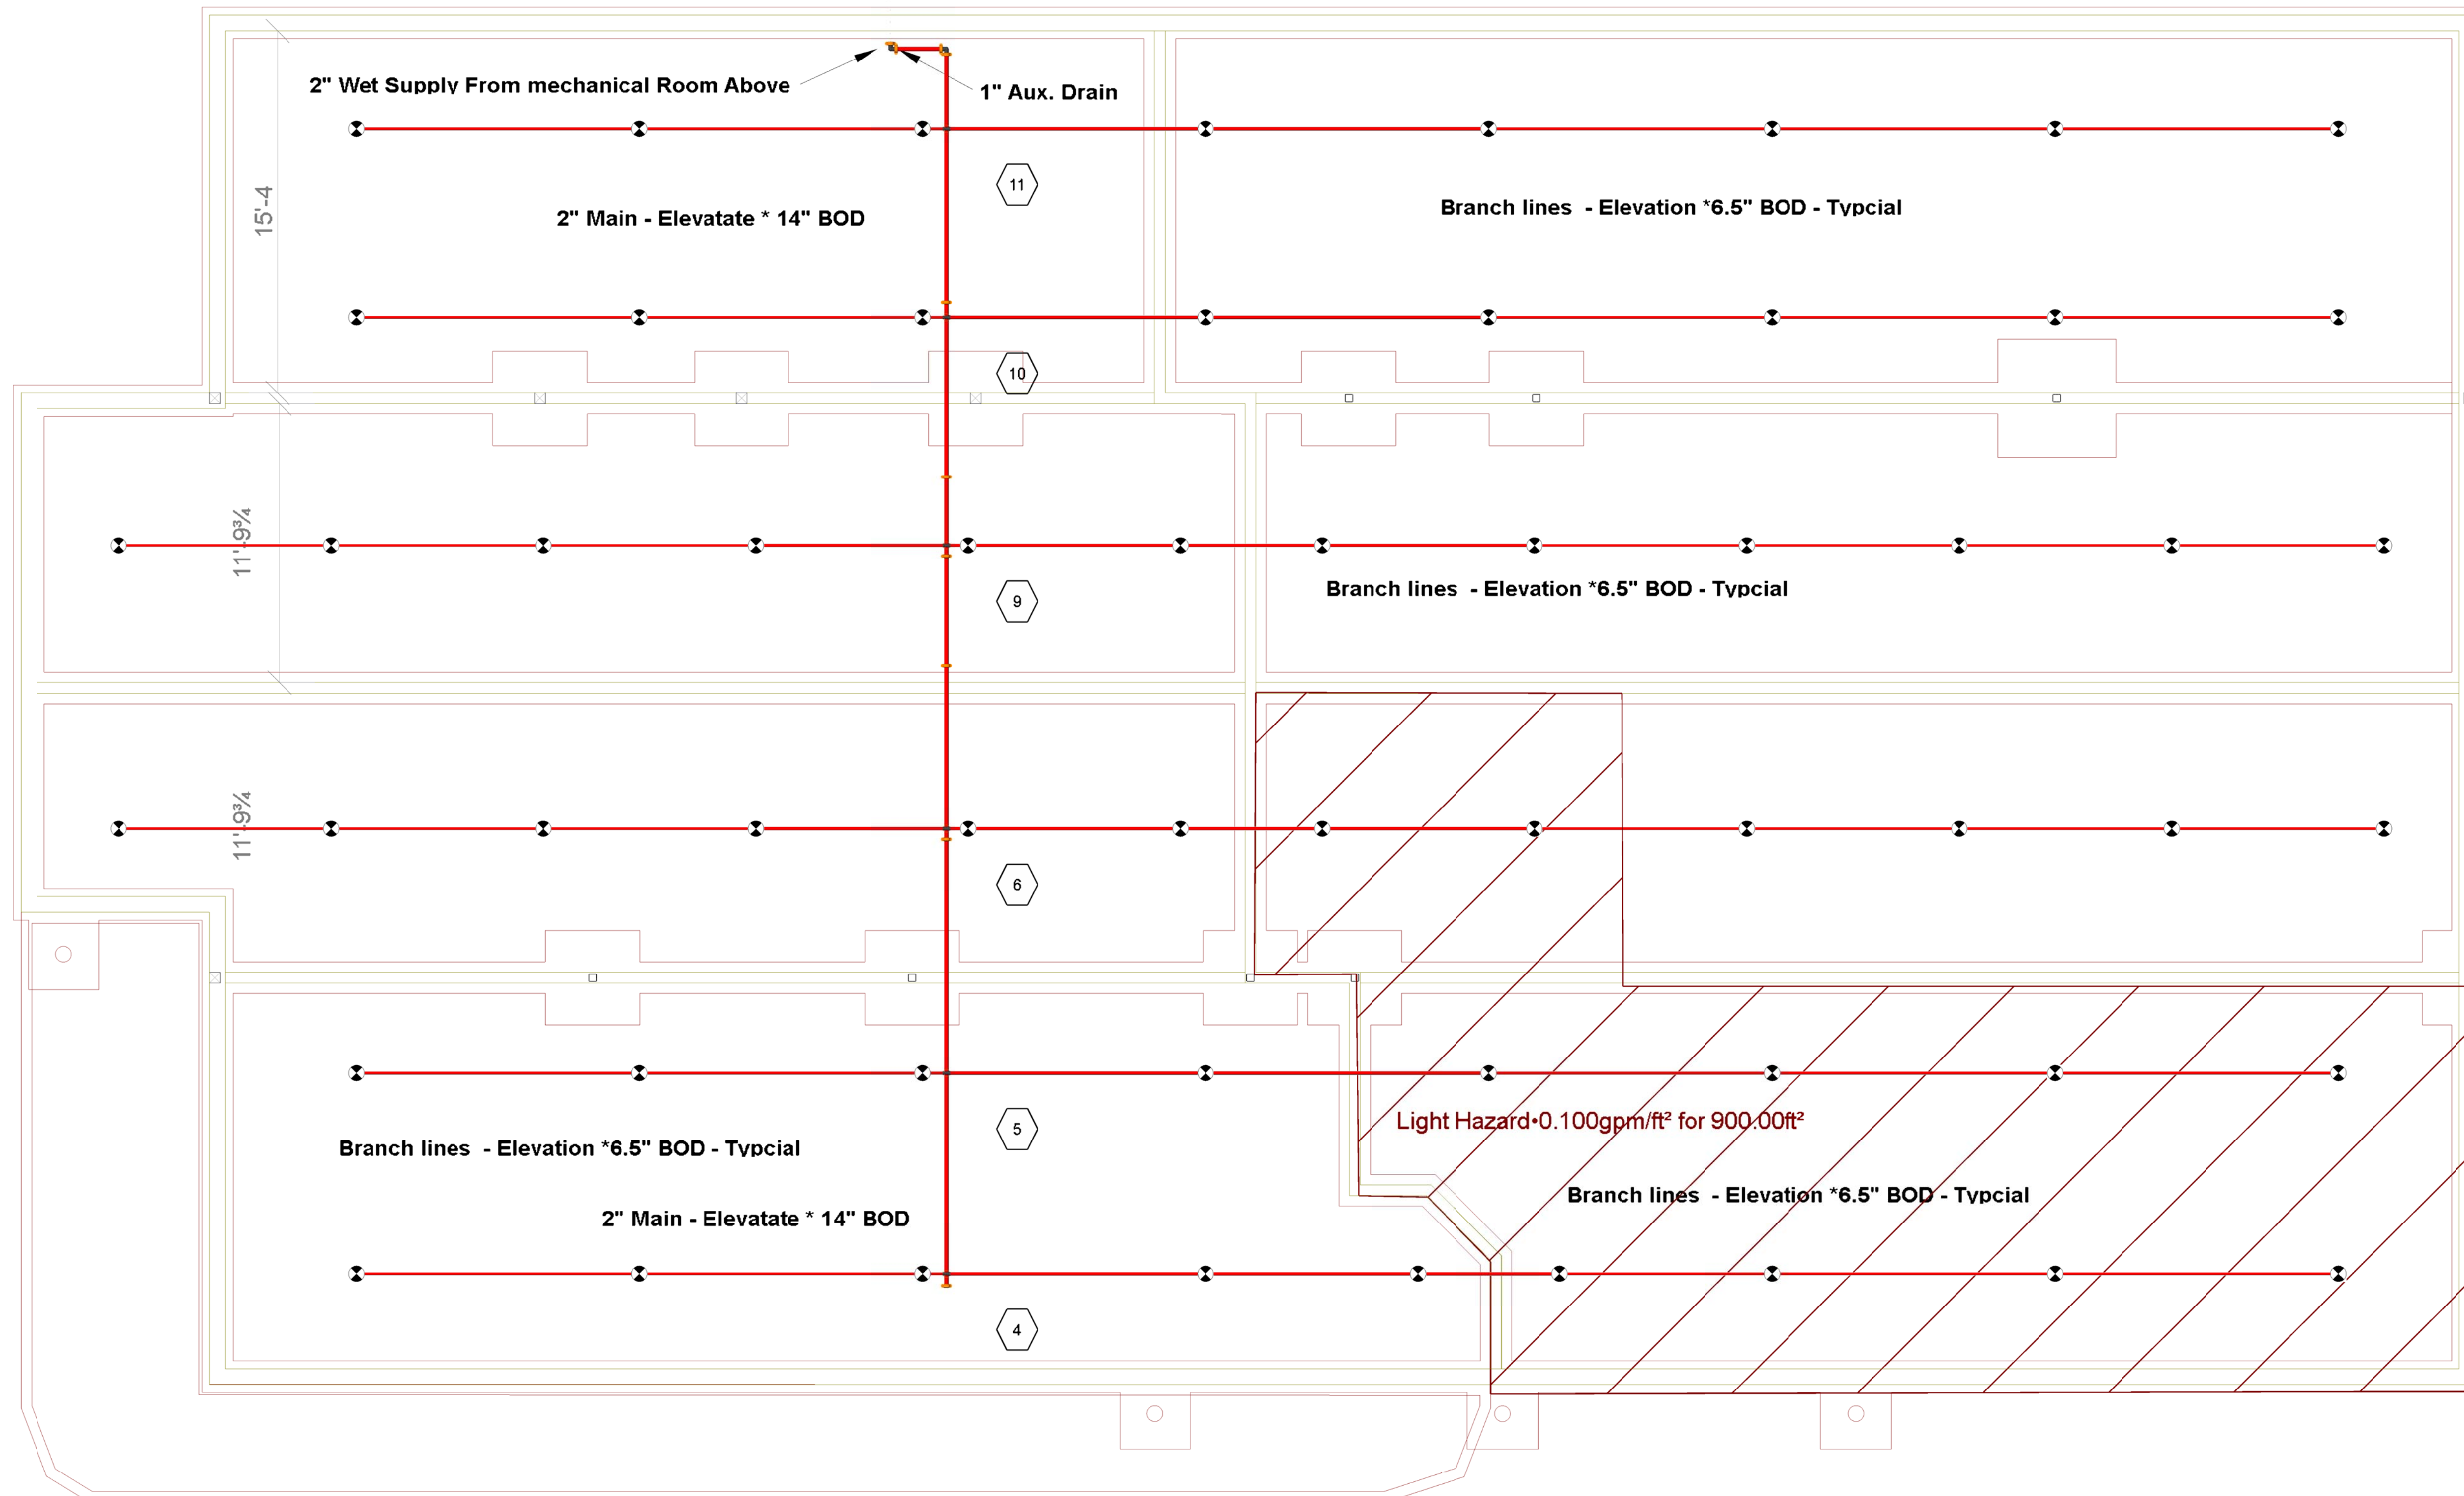 2" Wet Supply From mechanical Room Above
1" Aux. Drain
11
15'-4
2" Main - Elevatate * 14" BOD
Branch lines - Elevation *6.5" BOD - Typcial
10
11'-9¾
9
Branch lines - Elevation *6.5" BOD - Typcial
11'-9¾
6
Light Hazard•0.100gpm/ft² for 900.00ft²
5
Branch lines - Elevation *6.5" BOD - Typcial
Branch lines - Elevation *6.5" BOD - Typcial
2" Main - Elevatate * 14" BOD
4